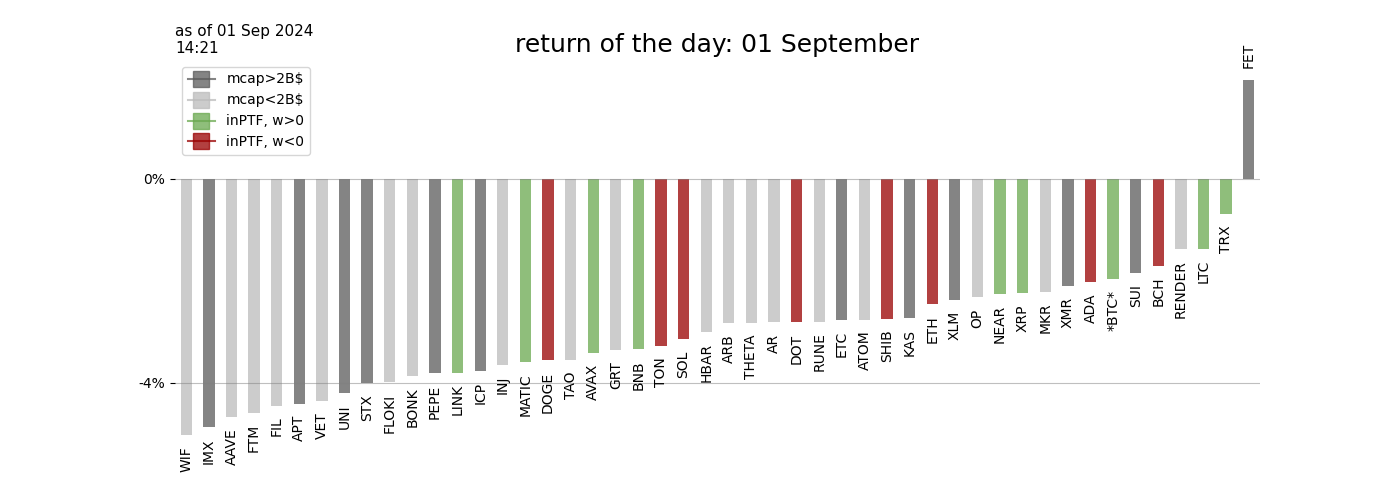 as of 01 Sep 2024
14:21
return of the day: 01 September
mcap>2B$
mcap<2B$
inPTF, w>0
inPTF, w<0
0%
-4%
WIF
IMX
AAVE
FTM
FIL
APT
VET
UNI
STX
FLOKI
BONK
PEPE
LINK
ICP
INJ
MATIC
DOGE
TAO
AVAX
GRT
BNB
TON
SOL
HBAR
ARB
THETA
AR
DOT
RUNE
ETC
ATOM
SHIB
KAS
ETH
XLM
OP
NEAR
XRP
MKR
XMR
ADA
*BTC*
SUI
BCH
RENDER
LTC
TRX
FET